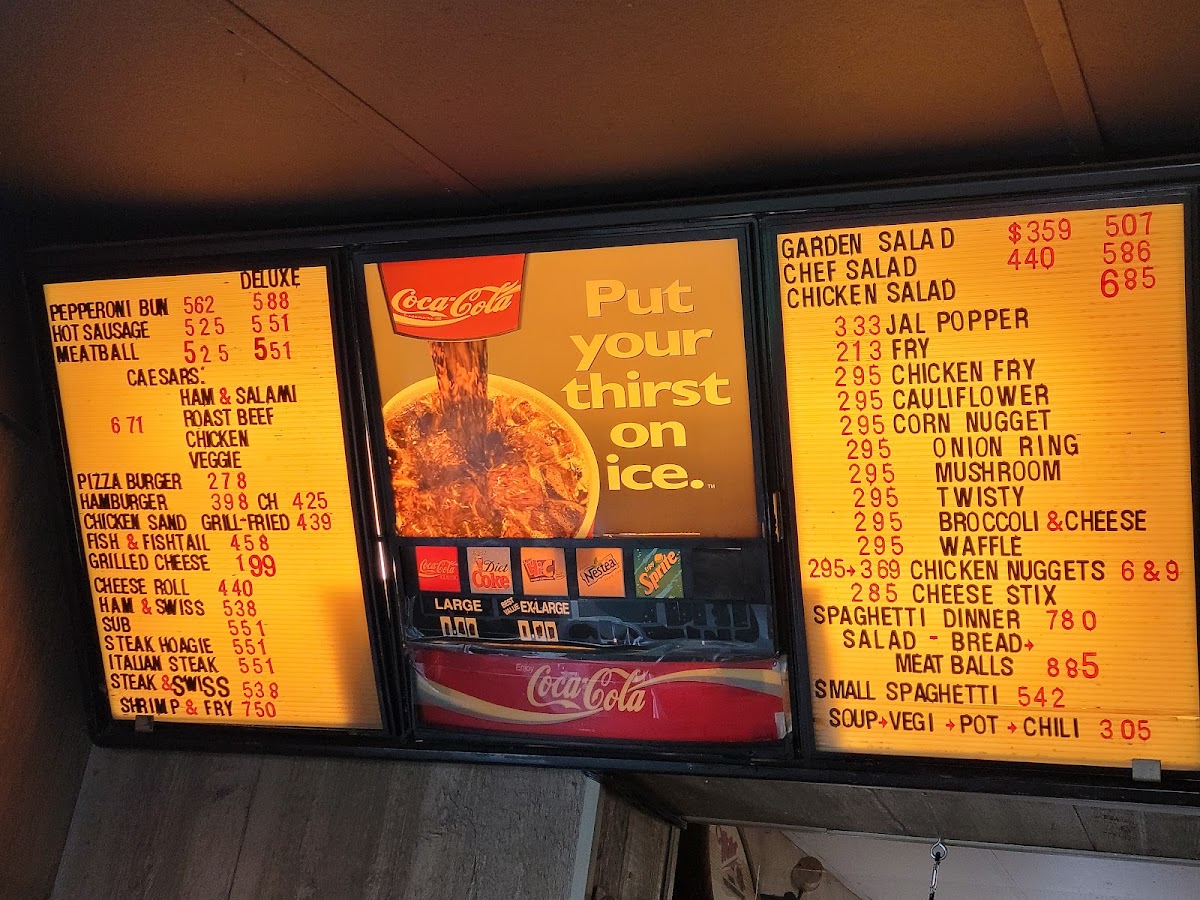 DELUXE
PEPPERONI BUN 562 588
HOT SAUSAGE 525 551
MEATBALL 525 551
CAESARS:
HAM & SALAMI
671 ROAST BEEF
CHICKEN
VEGGIE
PIZZA BURGER 278
HAMBURGER 398 CH 425
CHICKEN SAND GRILL-FRIED 439
FISH & FISHTAIL 458
GRILLED CHEESE 199
CHEESE ROLL 440
HAM & SWISS 538
SUB 551
STEAK HOAGIE 551
ITALIAN STEAK 551
STEAK & SWISS 538
SHRIMP & FRY 750
Coca-Cola
Put
your
thirst
on
ice.™
Coca-Cola Diet Coke Nestea Enjoy Sprite
LARGE BEST VALUE EX-LARGE
Enjoy
Coca-Cola
GARDEN SALAD $359 507
CHEF SALAD 440 586
CHICKEN SALAD 685
333 JAL POPPER
213 FRY
295 CHICKEN FRY
295 CAULIFLOWER
295 CORN NUGGET
295 ONION RING
295 MUSHROOM
295 TWISTY
295 BROCCOLI & CHEESE
295 WAFFLE
295→369 CHICKEN NUGGETS 6 & 9
285 CHEESE STIX
SPAGHETTI DINNER 780
SALAD - BREAD→
MEAT BALLS 885
SMALL SPAGHETTI 542
SOUP→VEGI →POT →CHILI 305